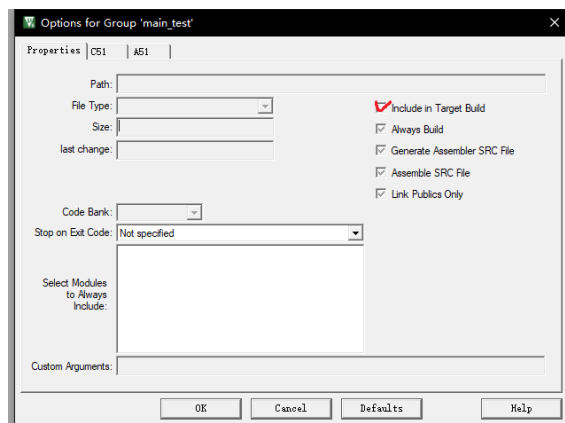 Options for Group 'main_test'
Properties C51 A51
Path:
File Type:
Include in Target Build
Size:
Always Build
last change:
Generate Assembler SRC File
Assemble SRC File
Link Publics Only
Code Bank:
Stop on Exit Code: Not specified
Select Modules
to Always
Include:
Custom Arguments:
OK Cancel Defaults Help